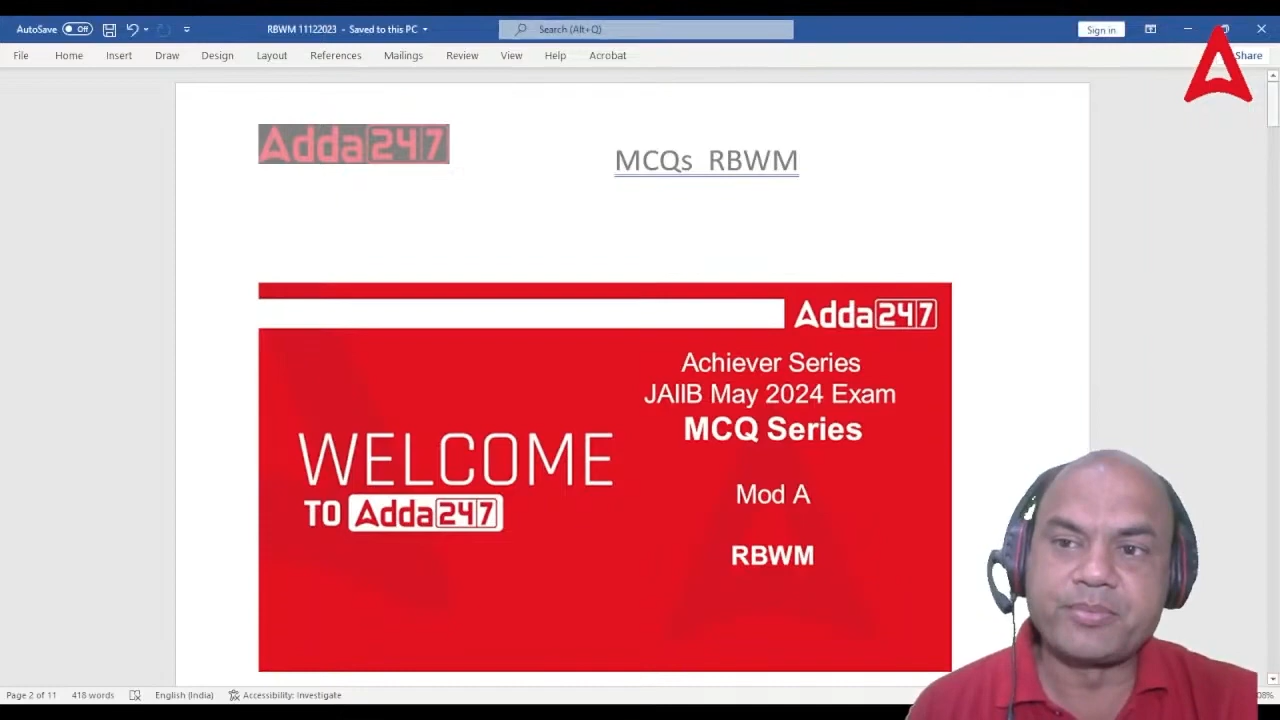 AutoSave Off RBWM 11122023 - Saved to this PC Search (Alt+Q) Sign in
File Home Insert Draw Design Layout References Mailings Review View Help Acrobat Share
Adda247
MCQs RBWM
Adda247
Achiever Series
JAIIB May 2024 Exam
MCQ Series
WELCOME
TO Adda247
Mod A
RBWM
Page 2 of 11 418 words English (India) Accessibility: Investigate